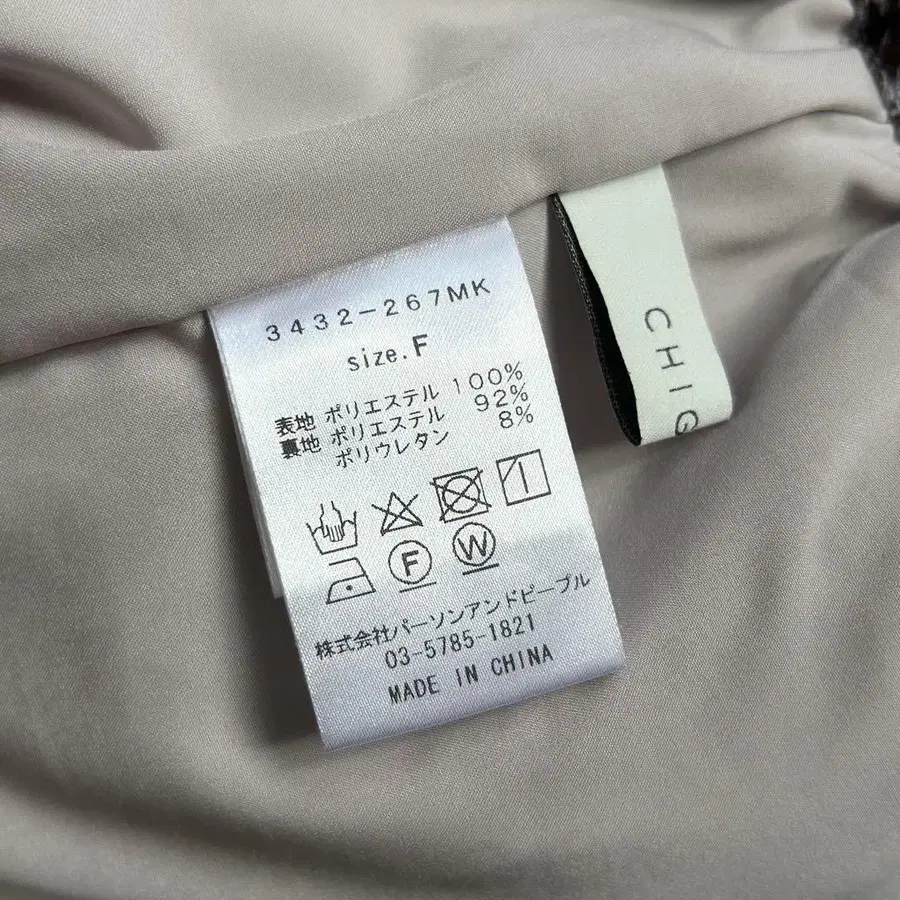 3432-267MK
size.F
表地 ポリエステル 100%
裏地 ポリエステル 92%
ポリウレタン 8%
F W
株式会社パーソンアンドピープル
03-5785-1821
MADE IN CHINA
CHIG